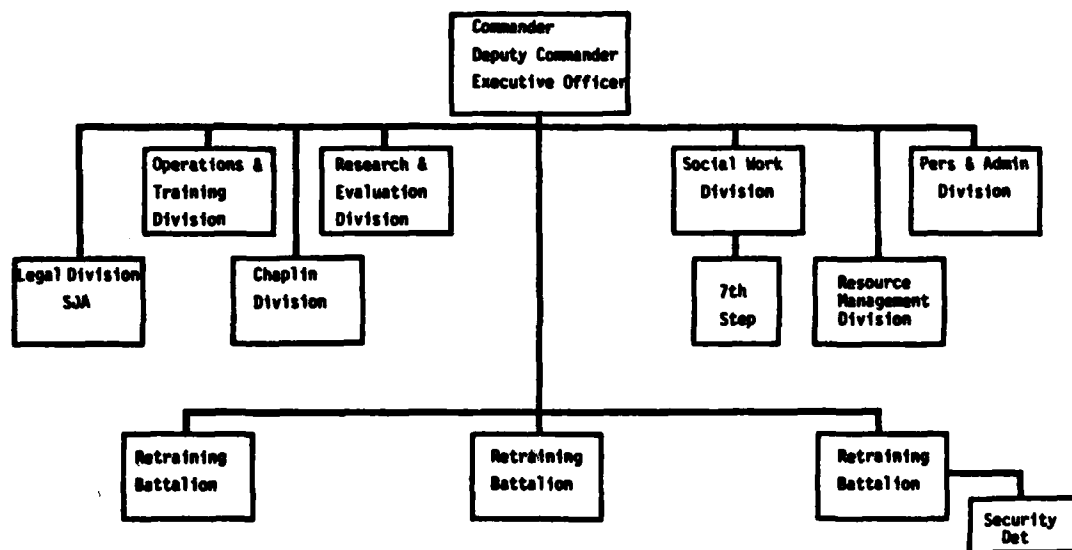 Commander
Deputy Commander
Executive Officer
Operations &
Training
Division
Research &
Evaluation
Division
Social Work
Division
Pers & Admin
Division
Legal Division
SJA
Chaplin
Division
7th
Step
Resource
Management
Division
Retraining
Battalion
Retraining
Battalion
Retraining
Battalion
Security
Det